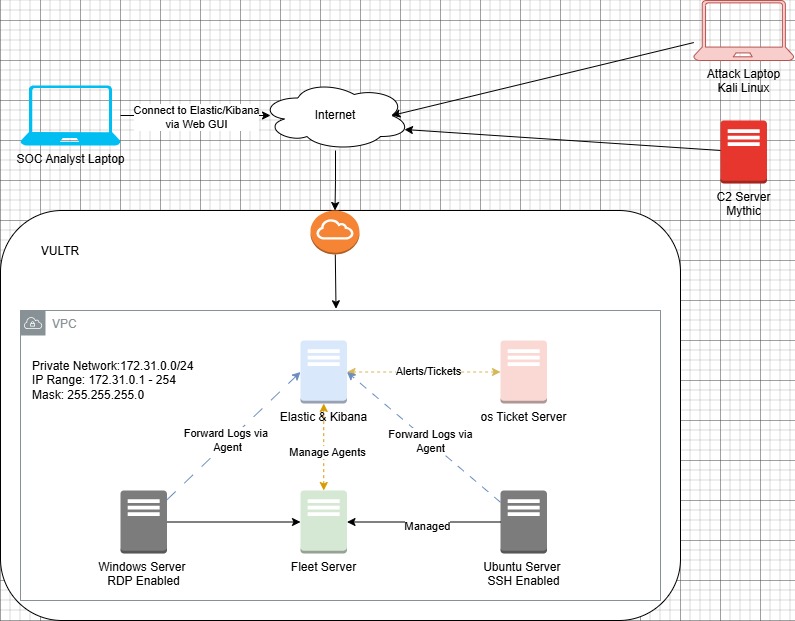 Attack Laptop
Kali Linux
Connect to Elastic/Kibana
via Web GUI
Internet
SOC Analyst Laptop
C2 Server
Mythic
VULTR
VPC
Private Network:172.31.0.0/24
IP Range: 172.31.0.1 - 254
Mask: 255.255.255.0
Alerts/Tickets
Elastic & Kibana
os Ticket Server
Forward Logs via
Agent
Forward Logs via
Agent
Manage Agents
Managed
Windows Server
RDP Enabled
Fleet Server
Ubuntu Server
SSH Enabled